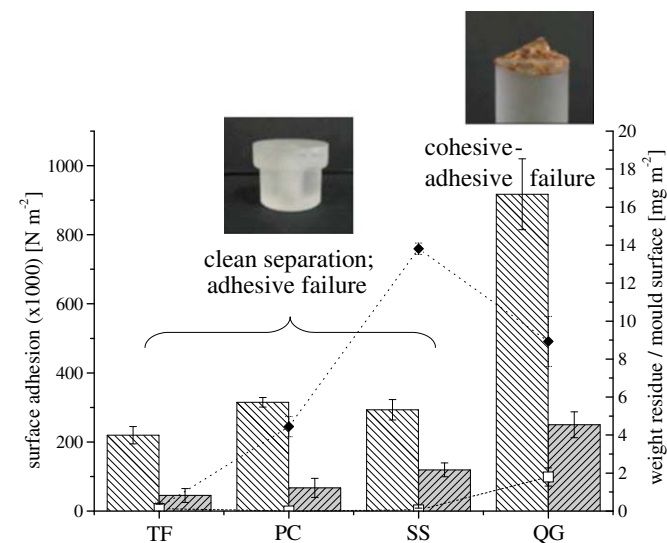 cohesive-
adhesive failure
clean separation;
adhesive failure
surface adhesion (x1000) [N m⁻²]
1000
800
600
400
200
0
weight residue / mould surface [mg m⁻²]
20
18
16
14
12
10
8
6
4
2
0
TF PC SS QG